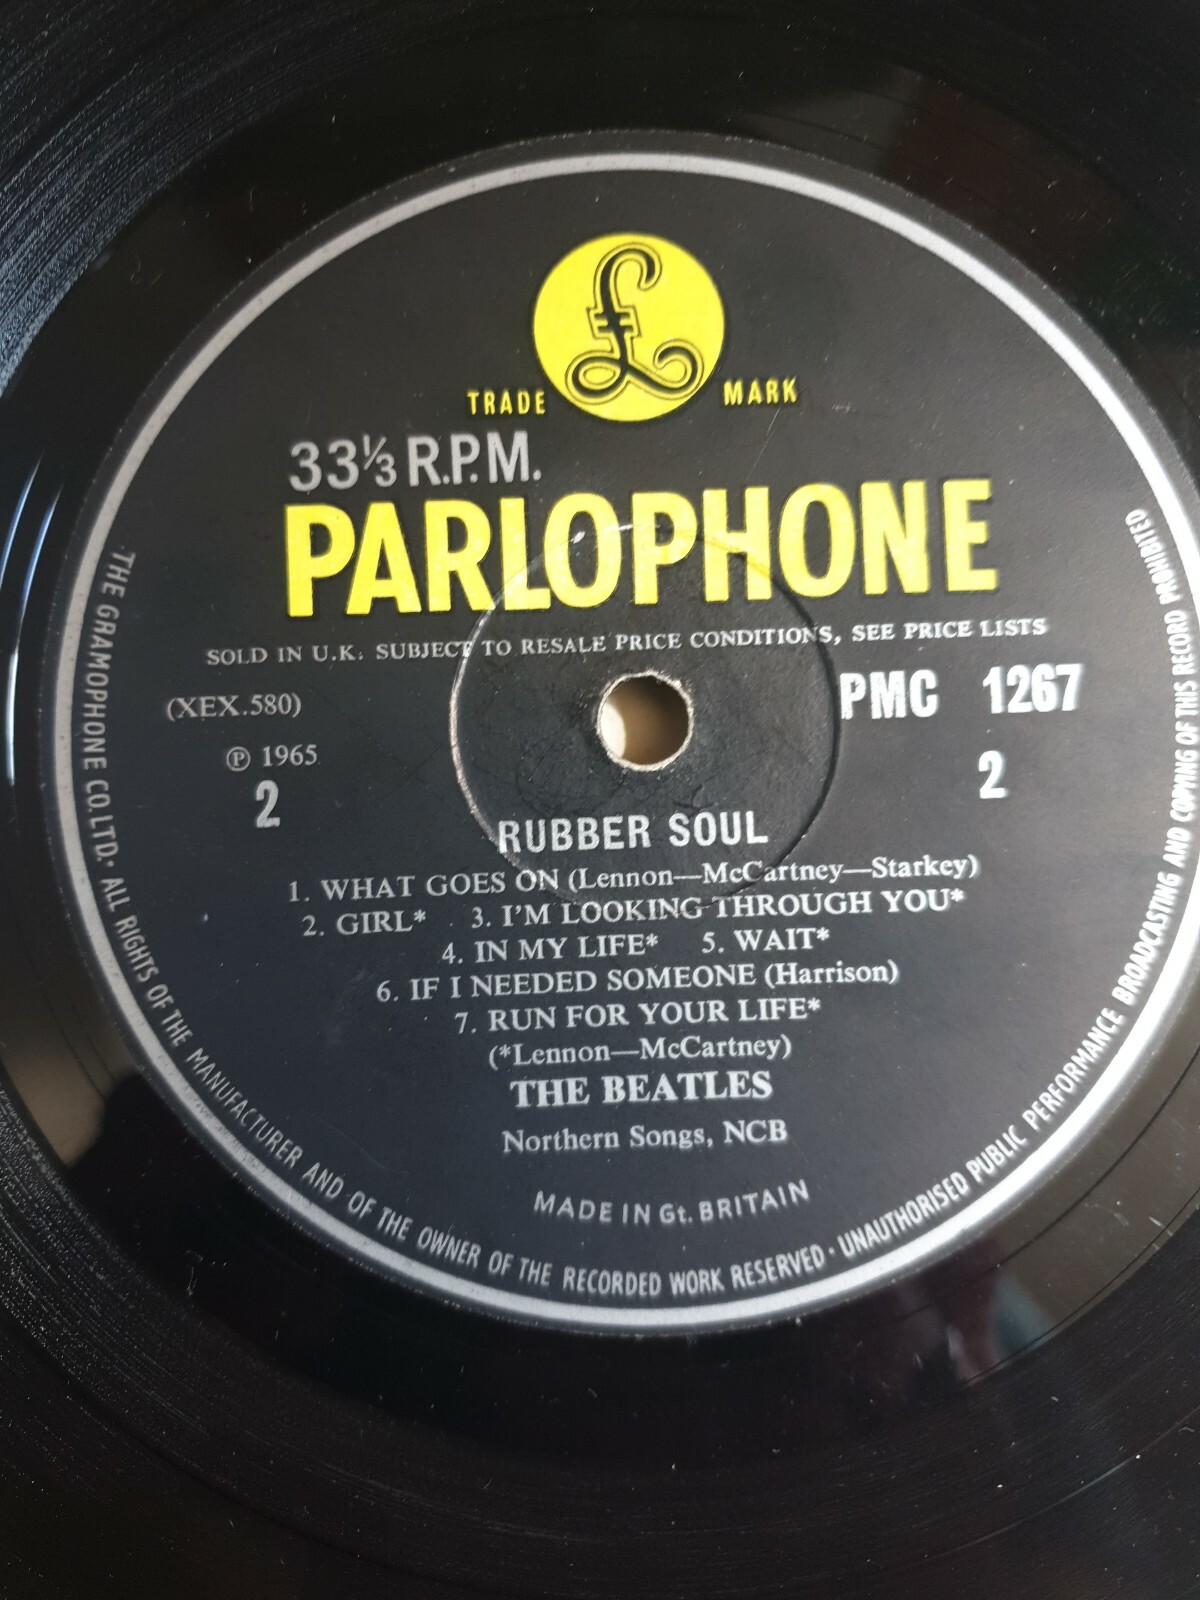 £
TRADE MARK
33⅓ R.P.M.
PARLOPHONE
SOLD IN U.K. SUBJECT TO RESALE PRICE CONDITIONS, SEE PRICE LISTS
(XEX.580) PMC 1267
℗ 1965
2 2
RUBBER SOUL
1. WHAT GOES ON (Lennon—McCartney—Starkey)
2. GIRL* . 3. I'M LOOKING THROUGH YOU*
4. IN MY LIFE* 5. WAIT*
6. IF I NEEDED SOMEONE (Harrison)
7. RUN FOR YOUR LIFE*
(*Lennon—McCartney)
THE BEATLES
Northern Songs, NCB
MADE IN Gt. BRITAIN
THE GRAMOPHONE CO. LTD. · ALL RIGHTS OF THE MANUFACTURER AND OF THE OWNER OF THE RECORDED WORK RESERVED · UNAUTHORISED PUBLIC PERFORMANCE BROADCASTING AND COPYING OF THIS RECORD PROHIBITED